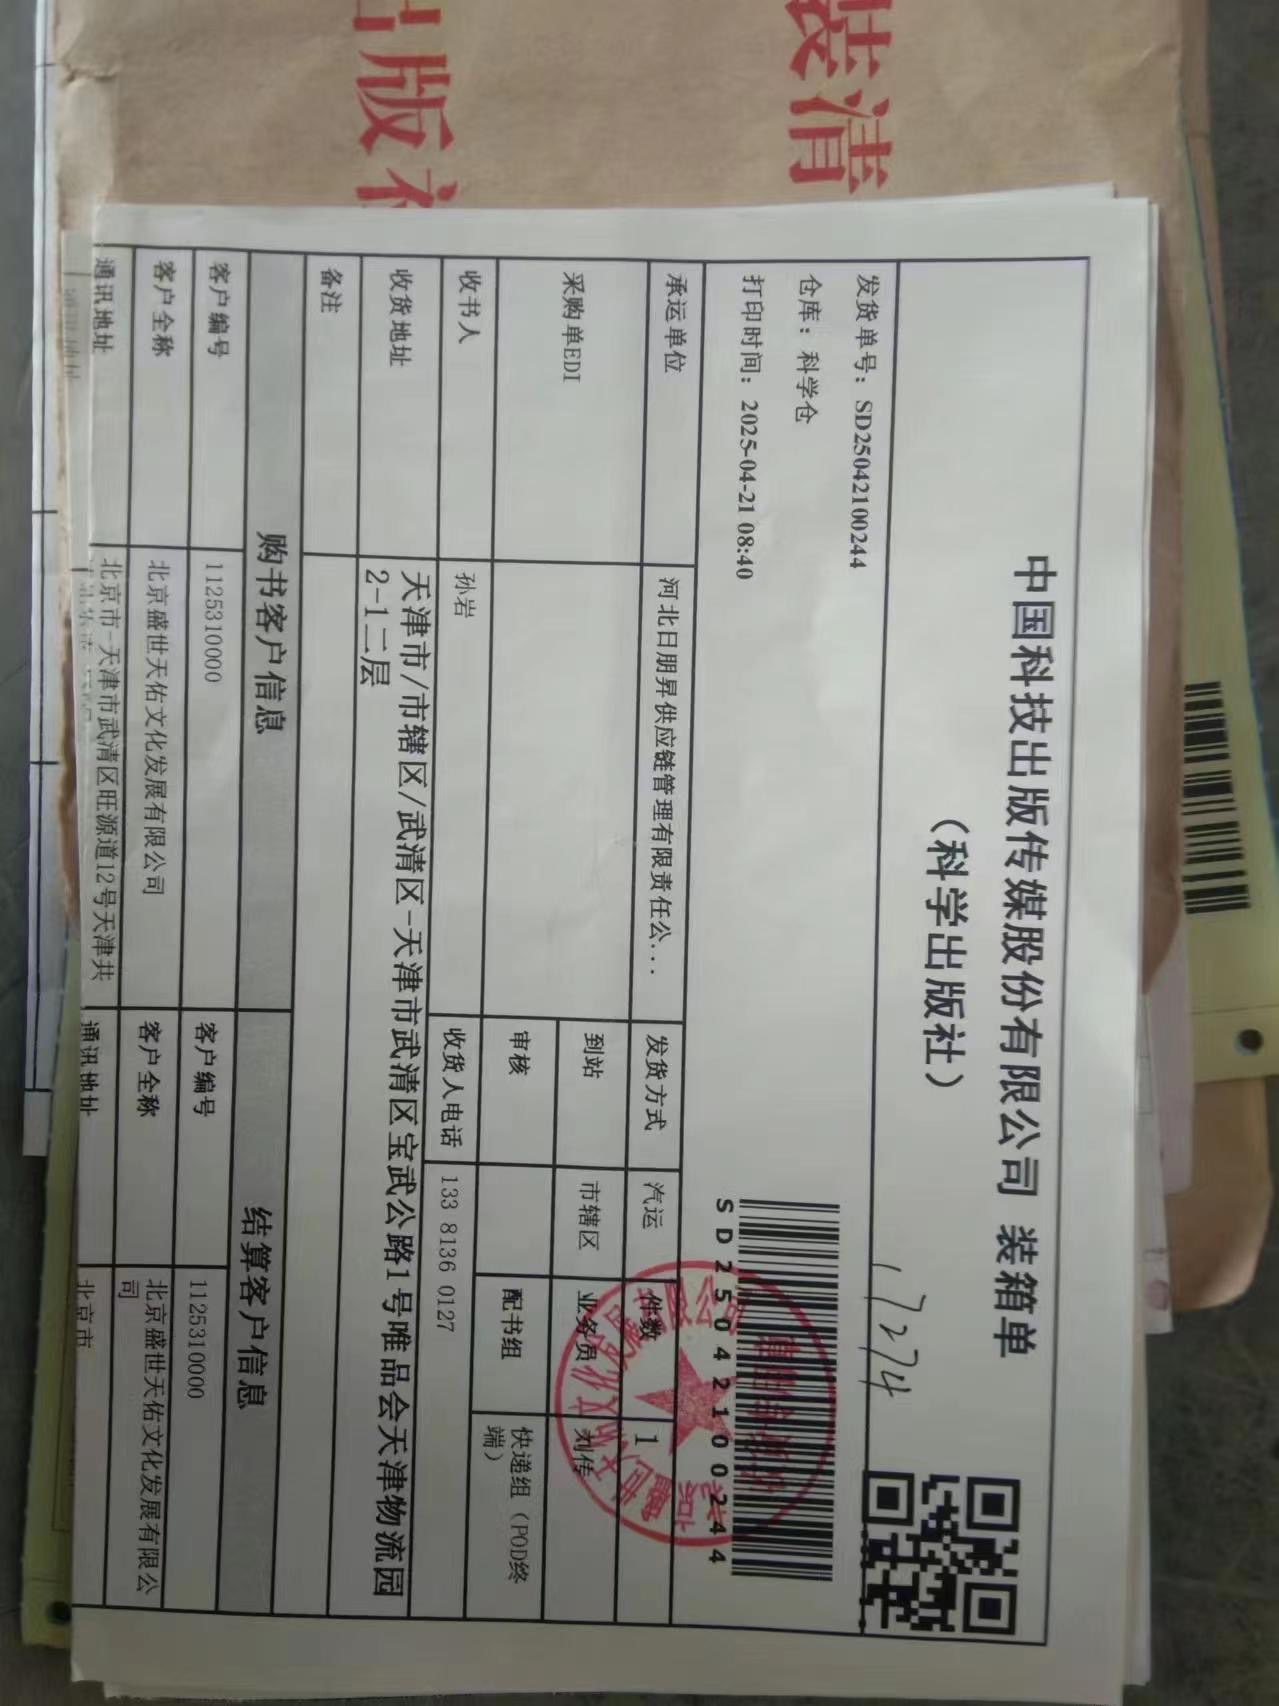 装清
出版社
中国科技出版传媒股份有限公司 装箱单
（科学出版社）
17274
发货单号：SD25042100244
仓库：科学仓
打印时间：2025-04-21 08:40
SD25042100244
承运单位 河北日朋昇供应链管理有限责任公... 发货方式 汽运 件数 1
采购单EDI 到站 市辖区 业务员 刘传
审核 配书组 快递组（POD终端）
收书人 孙岩 收货人电话 133 8136 0127
收货地址 天津市/市辖区/武清区-天津市武清区宝武公路1号唯品会天津物流园
2-1二层
备注
购书客户信息 结算客户信息
客户编号 1125310000 客户编号 1125310000
客户全称 北京盛世天佑文化发展有限公司 客户全称 北京盛世天佑文化发展有限公
司
通讯地址 北京市-天津市武清区旺源道12号天津共 通讯地址 北京市